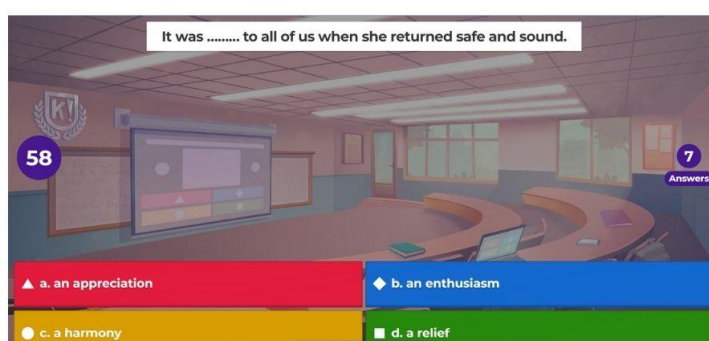 It was ......... to all of us when she returned safe and sound.
K!
58
7
Answers
a. an appreciation
b. an enthusiasm
c. a harmony
d. a relief